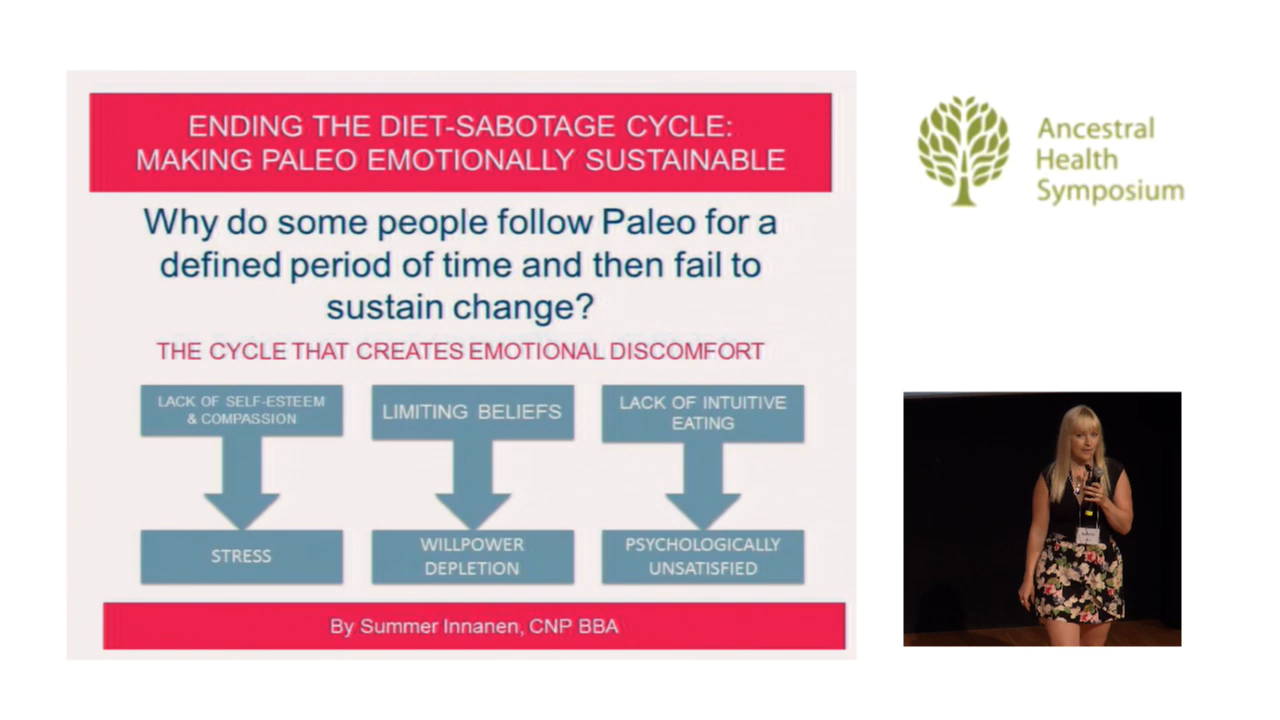 ENDING THE DIET-SABOTAGE CYCLE:
MAKING PALEO EMOTIONALLY SUSTAINABLE
Why do some people follow Paleo for a
defined period of time and then fail to
sustain change?
THE CYCLE THAT CREATES EMOTIONAL DISCOMFORT
LACK OF SELF-ESTEEM
& COMPASSION
LIMITING BELIEFS
LACK OF INTUITIVE
EATING
STRESS
WILLPOWER
DEPLETION
PSYCHOLOGICALLY
UNSATISFIED
By Summer Innanen, CNP BBA
Ancestral
Health
Symposium